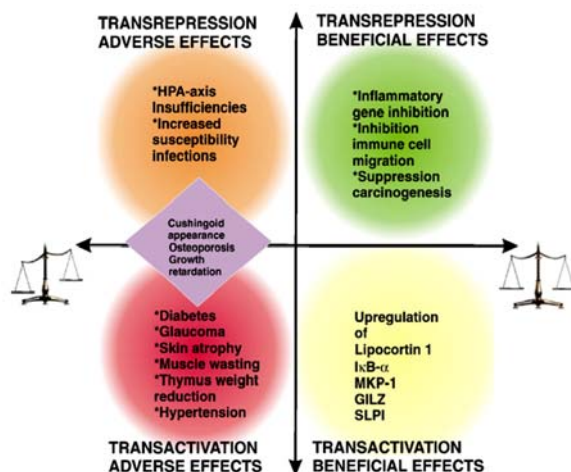 TRANSREPRESSION
ADVERSE EFFECTS
TRANSREPRESSION
BENEFICIAL EFFECTS
*HPA-axis
Insufficiencies
*Increased
susceptibility
infections
*Inflammatory
gene inhibition
*Inhibition
immune cell
migration
*Suppression
carcinogenesis
Cushingoid
appearance
Osteoporosis
Growth
retardation
*Diabetes
*Glaucoma
*Skin atrophy
*Muscle wasting
*Thymus weight
reduction
*Hypertension
Upregulation
of
Lipocortin 1
IκB-α
MKP-1
GILZ
SLPI
TRANSACTIVATION
ADVERSE EFFECTS
TRANSACTIVATION
BENEFICIAL EFFECTS